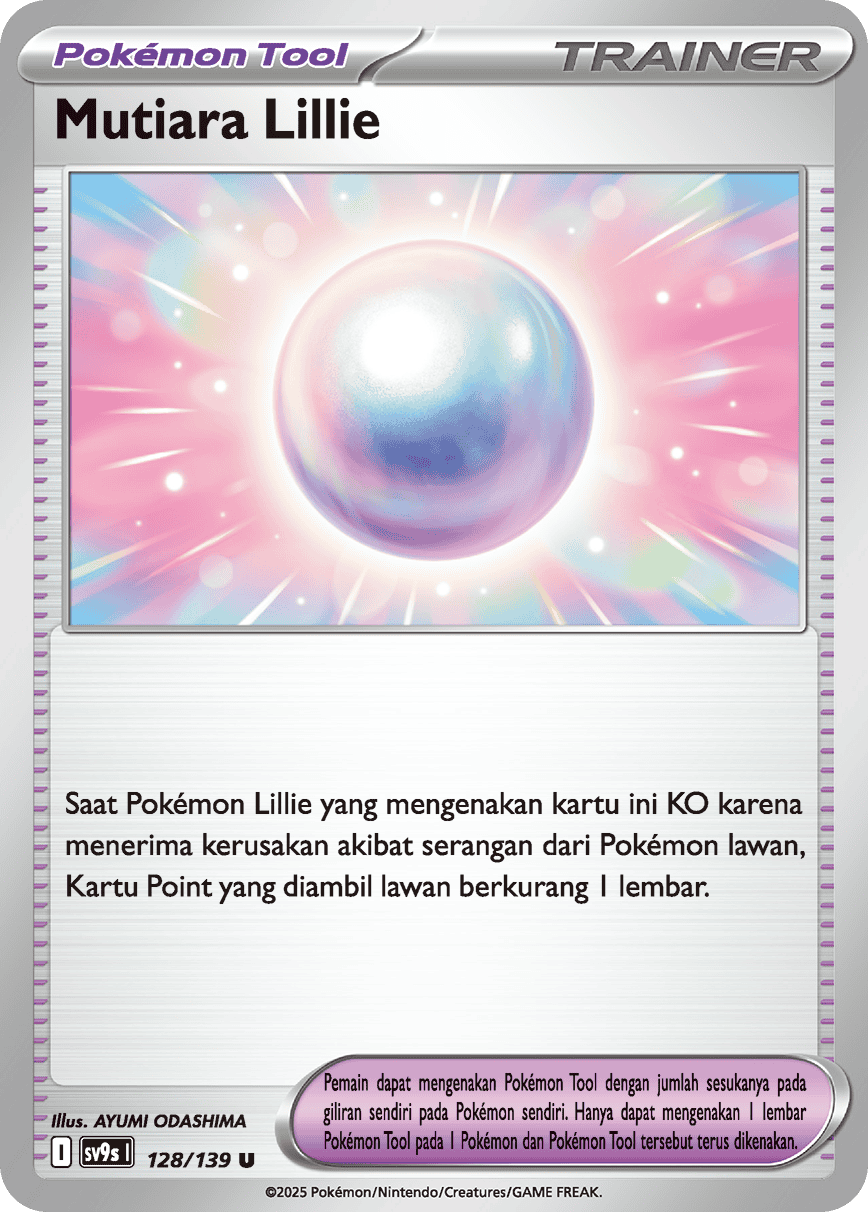 Pokémon Tool
TRAINER
Mutiara Lillie
Saat Pokémon Lillie yang mengenakan kartu ini KO karena
menerima kerusakan akibat serangan dari Pokémon lawan,
Kartu Point yang diambil lawan berkurang 1 lembar.
Pemain dapat mengenakan Pokémon Tool dengan jumlah sesukanya pada
giliran sendiri pada Pokémon sendiri. Hanya dapat mengenakan 1 lembar
Pokémon Tool pada 1 Pokémon dan Pokémon Tool tersebut terus dikenakan.
Illus. AYUMI ODASHIMA
I sv9s I 128/139 U
©2025 Pokémon/Nintendo/Creatures/GAME FREAK.